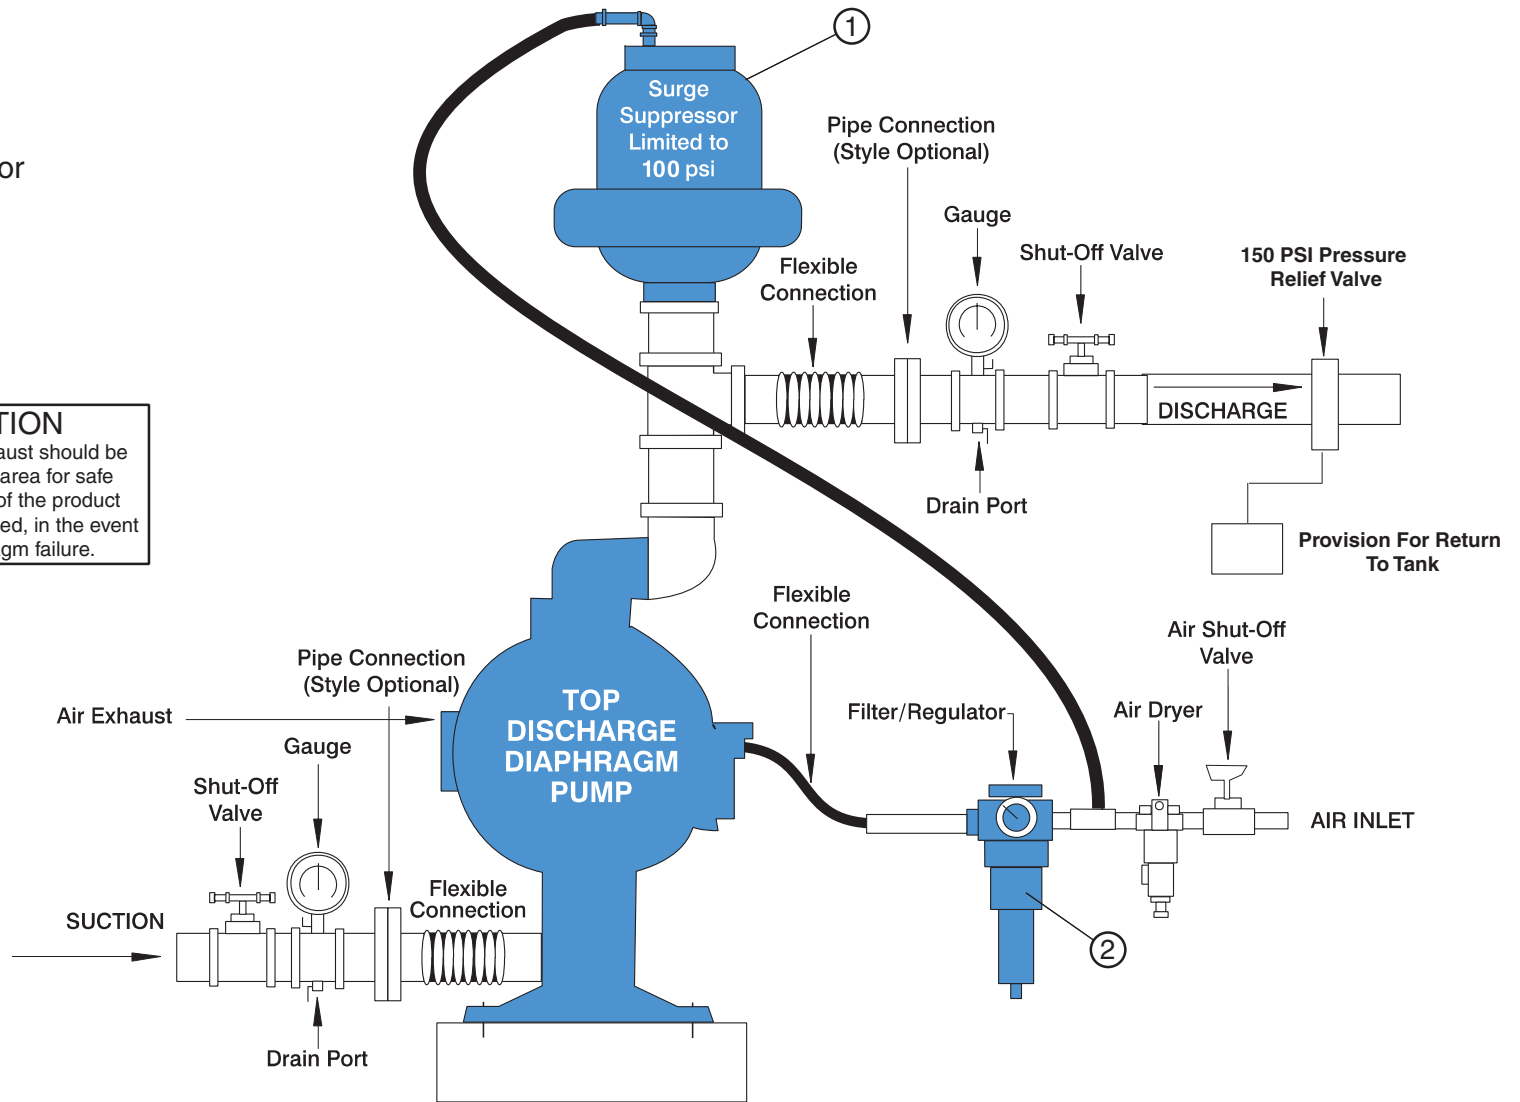 or
TION
aust should be
area for safe
of the product
ed, in the event
agm failure.
1
Surge
Suppressor
Limited to
100 psi
Pipe Connection
(Style Optional)
Gauge
Shut-Off Valve
150 PSI Pressure
Relief Valve
Flexible
Connection
DISCHARGE
Drain Port
Provision For Return
To Tank
Flexible
Connection
Air Shut-Off
Valve
Pipe Connection
(Style Optional)
Air Exhaust
Gauge
Shut-Off
Valve
TOP
DISCHARGE
DIAPHRAGM
PUMP
Filter/Regulator
Air Dryer
AIR INLET
Flexible
Connection
SUCTION
2
Drain Port